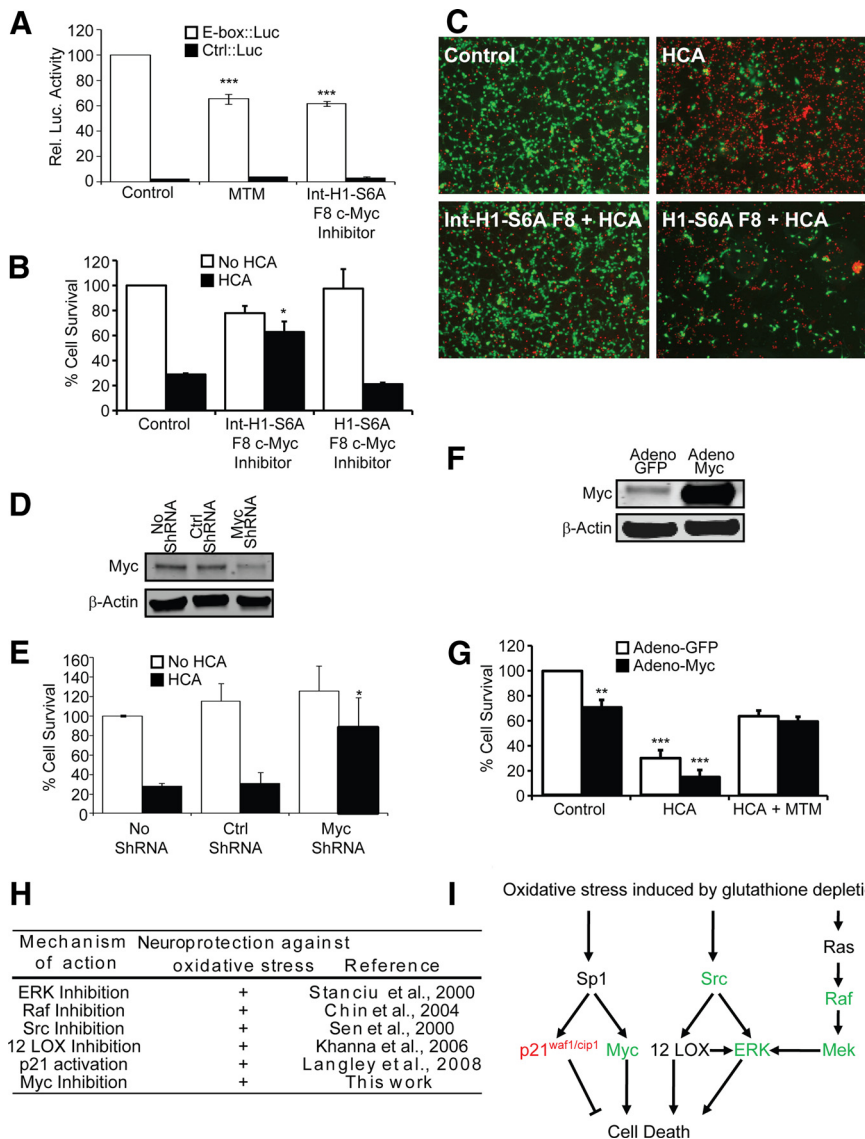 A
E-box::Luc
Ctrl::Luc
Rel. Luc. Activity
100
80
60
40
20
0
***
***
Control
MTM
Int-H1-S6A
F8 c-Myc
Inhibitor
B
No HCA
HCA
% Cell Survival
120
100
80
60
40
20
0
*
Control
Int-H1-S6A
F8 c-Myc
Inhibitor
H1-S6A
F8 c-Myc
Inhibitor
C
Control
HCA
Int-H1-S6A F8 + HCA
H1-S6A F8 + HCA
D
No
ShRNA
Ctrl
ShRNA
Myc
ShRNA
Myc
β-Actin
E
No HCA
HCA
% Cell Survival
160
140
120
100
80
60
40
20
0
*
No
ShRNA
Ctrl
ShRNA
Myc
ShRNA
F
Adeno
GFP
Adeno
Myc
Myc
β-Actin
G
Adeno-GFP
Adeno-Myc
% Cell Survival
120
100
80
60
40
20
0
**
***
***
Control
HCA
HCA + MTM
H
Mechanism of action
Neuroprotection against oxidative stress
Reference
ERK Inhibition + Stanciu et al., 2000
Raf Inhibition + Chin et al., 2004
Src Inhibition + Sen et al., 2000
12 LOX Inhibition + Khanna et al., 2006
p21 activation + Langley et al., 2008
Myc Inhibition + This work
I
Oxidative stress induced by glutathione depleti
Ras
Sp1
Src
Raf
p21waf1/cip1
Myc
12 LOX
ERK
Mek
Cell Death